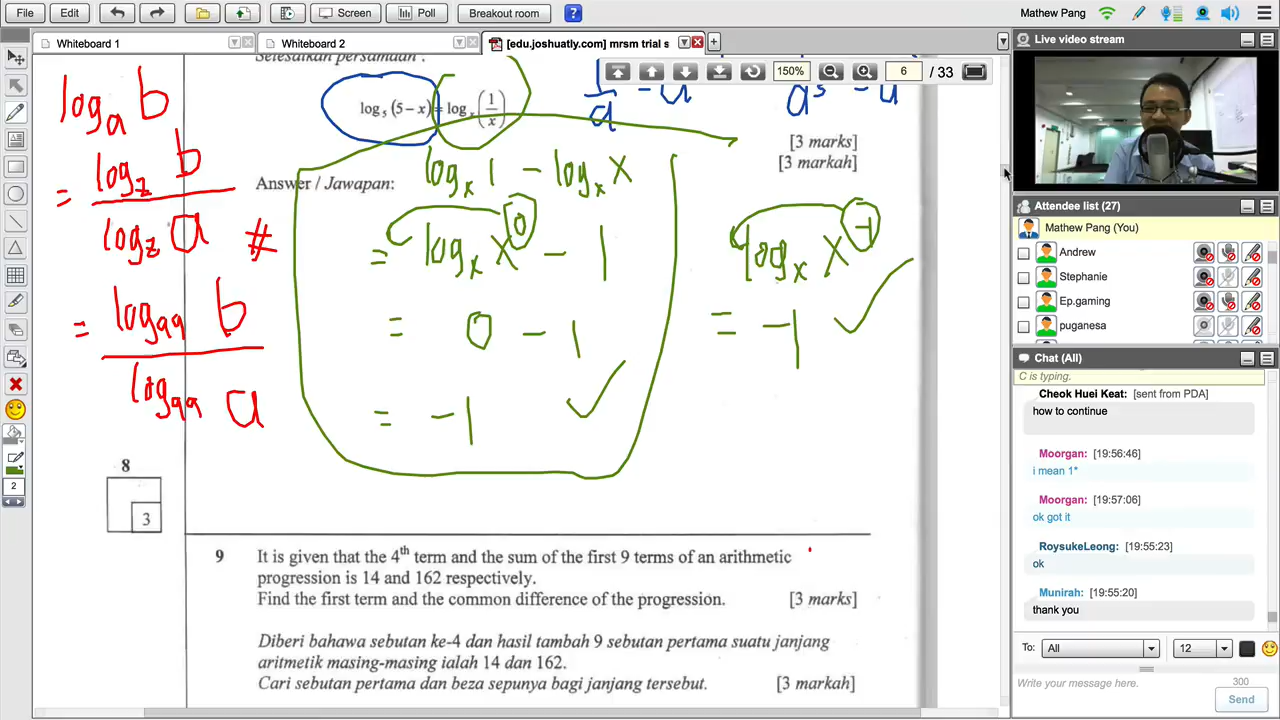 File
Edit
Screen
Poll
Breakout room
Mathew Pang
Whiteboard 1
Whiteboard 2
[edu.joshuatly.com] mrsm trial s
150%
6
/ 33
Selesaikan persamaan :
log₅ (5 – x) = logₓ (1/x)
[3 marks]
[3 markah]
Answer / Jawapan:
logₐ b
= log_z b / log_z a #
= log₉₉ b / log₉₉ a
logₓ 1 – logₓ x
= logₓ x⁰ – 1
= 0 – 1
= –1
logₓ x⁻¹
= –1
8
3
9
It is given that the 4th term and the sum of the first 9 terms of an arithmetic
progression is 14 and 162 respectively.
Find the first term and the common difference of the progression.
[3 marks]
Diberi bahawa sebutan ke-4 dan hasil tambah 9 sebutan pertama suatu janjang
aritmetik masing-masing ialah 14 dan 162.
Cari sebutan pertama dan beza sepunya bagi janjang tersebut.
[3 markah]
2
Live video stream
Attendee list (27)
Mathew Pang (You)
Andrew
Stephanie
Ep.gaming
puganesa
Chat (All)
C is typing.
Cheok Huei Keat: [sent from PDA]
how to continue
Moorgan: [19:56:46]
i mean 1*
Moorgan: [19:57:06]
ok got it
RoysukeLeong: [19:55:23]
ok
Munirah: [19:55:20]
thank you
To:
All
12
Write your message here...
300
Send